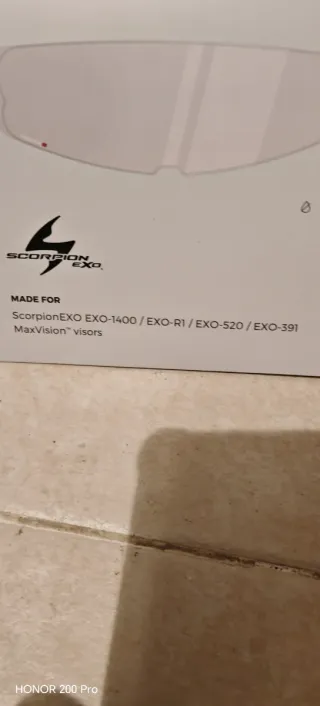 SCORPION
EXO
MADE FOR
ScorpionEXO EXO-1400 / EXO-R1 / EXO-520 / EXO-391
MaxVision™ visors
HONOR 200 Pro